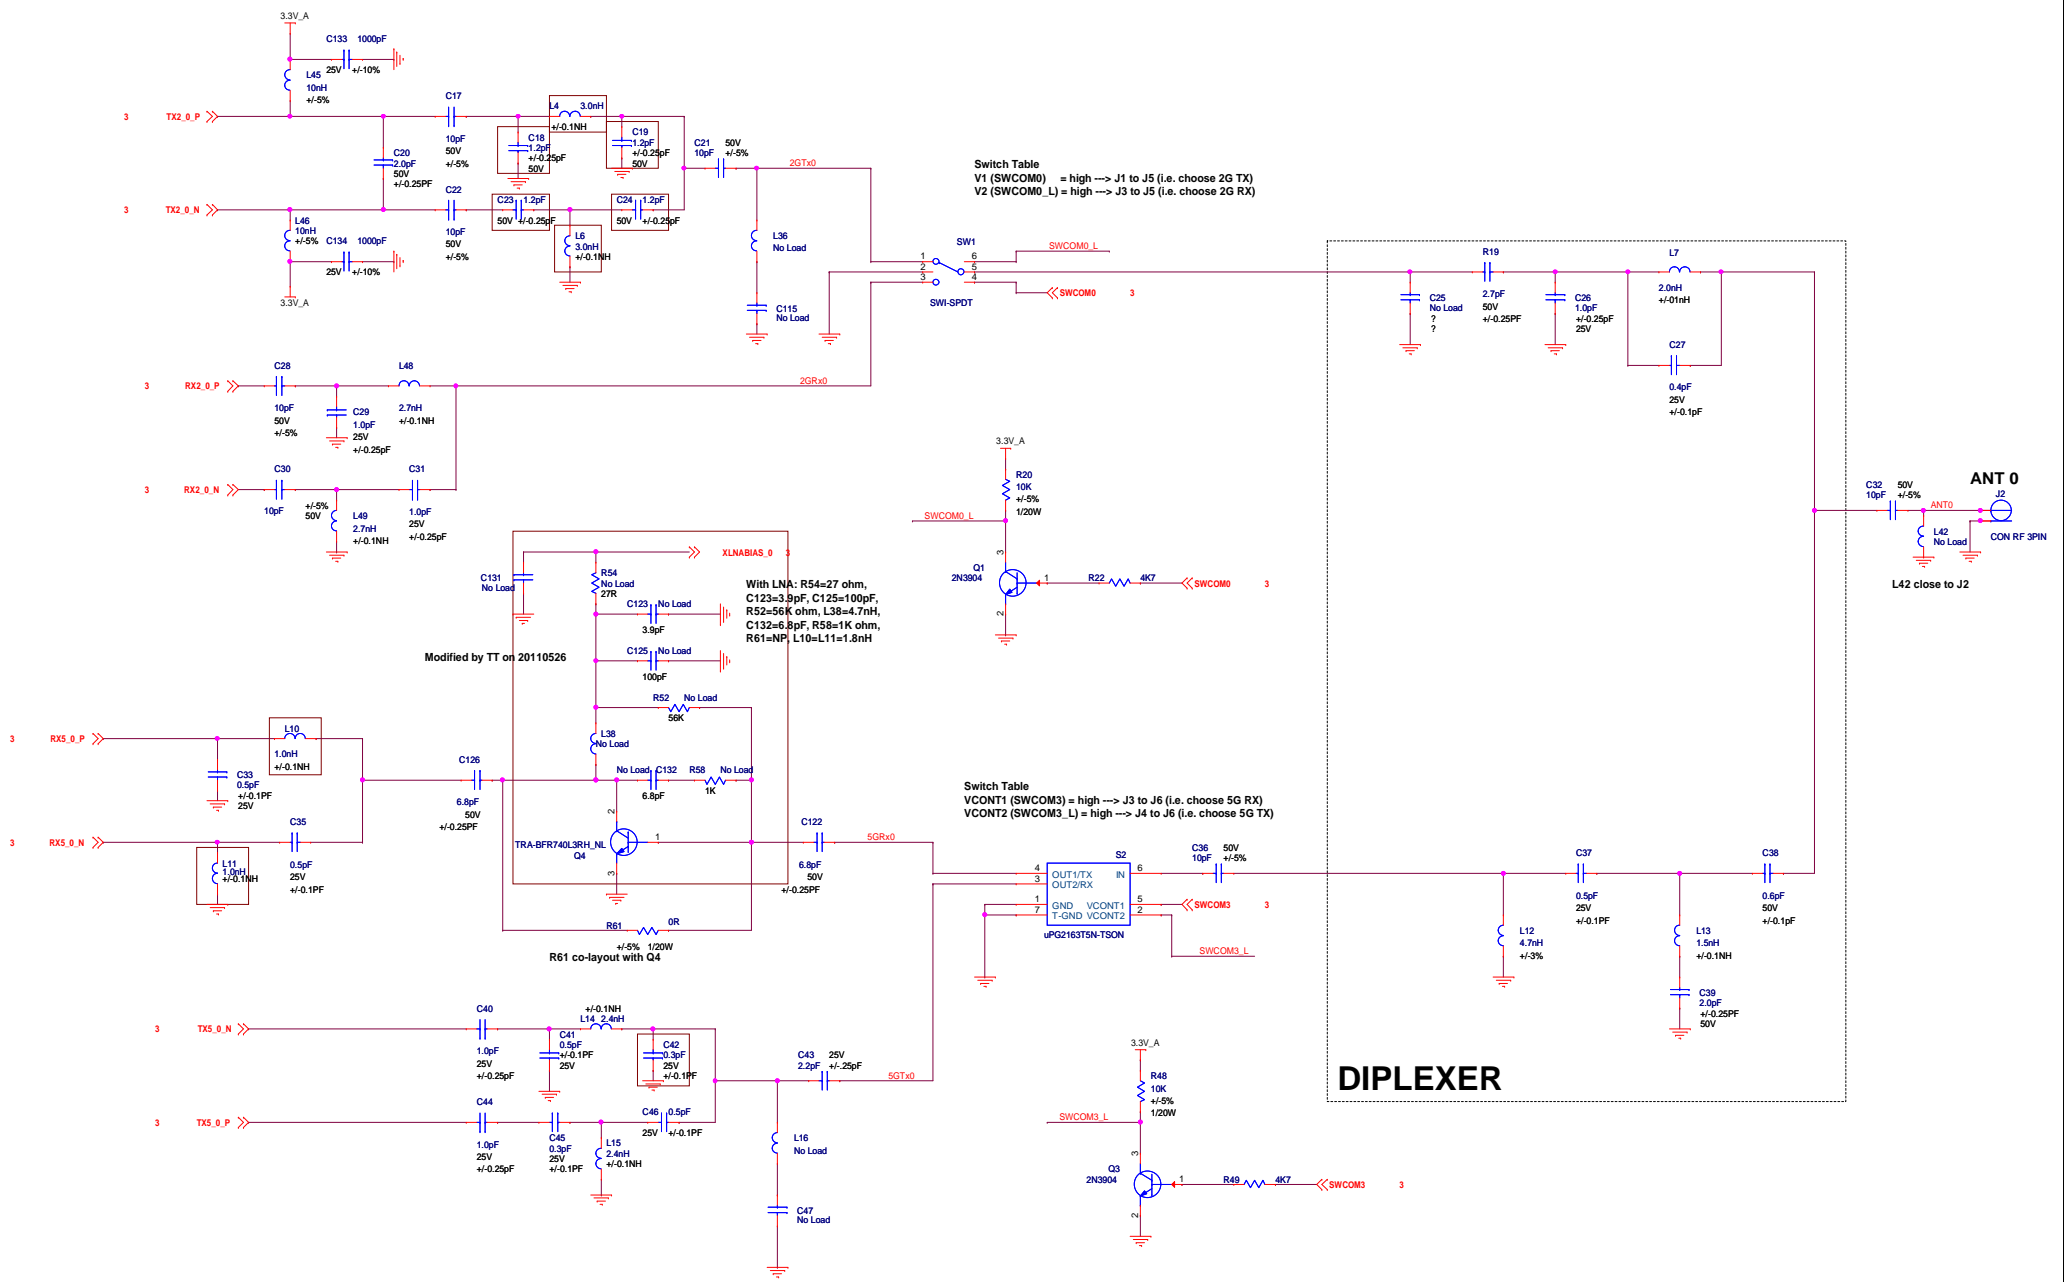 3.3V_A
C133 1000pF
25V +/-10%
L45
10nH
+/-5%
3 TX2_0_P
C17
10pF
50V
+/-5%
L4 3.0nH
+/-0.1NH
C18
1.2pF
+/-0.25pF
50V
C19
1.2pF
+/-0.25pF
50V
C20
2.0pF
50V
+/-0.25PF
C21
10pF
50V
+/-5%
2GTx0
3 TX2_0_N
C22
10pF
50V
+/-5%
C23 1.2pF
50V +/-0.25pF
C24 1.2pF
50V +/-0.25pF
L6
3.0nH
+/-0.1NH
L46
10nH
+/-5%
C134 1000pF
25V +/-10%
3.3V_A
L36
No Load
C115
No Load
Switch Table
V1 (SWCOM0) = high ---> J1 to J5 (i.e. choose 2G TX)
V2 (SWCOM0_L) = high ---> J3 to J5 (i.e. choose 2G RX)
SW1
1
2
3
6
5
4
SWI-SPDT
SWCOM0_L
SWCOM0 3
C25
No Load
?
?
R19
2.7pF
50V
+/-0.25PF
C26
1.0pF
+/-0.25pF
25V
L7
2.0nH
+/-01nH
C27
0.4pF
25V
+/-0.1pF
3 RX2_0_P
C28
10pF
50V
+/-5%
C29
1.0pF
25V
+/-0.25pF
L48
2.7nH
+/-0.1NH
2GRx0
3 RX2_0_N
C30
10pF
+/-5%
50V
L49
2.7nH
+/-0.1NH
C31
1.0pF
25V
+/-0.25pF
3.3V_A
R20
10K
+/-5%
1/20W
SWCOM0_L
3
Q1
2N3904
1
2
R22 4K7
SWCOM0 3
C32
10pF
50V
+/-5%
ANT0
ANT 0
J2
CON RF 3PIN
L42
No Load
L42 close to J2
XLNABIAS_0 3
C131
No Load
R54
No Load
27R
C123 No Load
3.9pF
C125 No Load
100pF
With LNA: R54=27 ohm,
C123=3.9pF, C125=100pF,
R52=56K ohm, L38=4.7nH,
C132=6.8pF, R58=1K ohm,
R61=NP, L10=L11=1.8nH
Modified by TT on 20110526
R52 No Load
56K
L38
No Load
No Load C132
6.8pF
R58 No Load
1K
2
TRA-BFR740L3RH_NL
Q4
1
3
3 RX5_0_P
L10
1.0nH
+/-0.1NH
C33
0.5pF
+/-0.1PF
25V
C126
6.8pF
50V
+/-0.25PF
3 RX5_0_N
C35
0.5pF
25V
+/-0.1PF
L11
1.0nH
+/-0.1NH
C122
6.8pF
50V
+/-0.25PF
5GRx0
R61 0R
+/-5% 1/20W
R61 co-layout with Q4
Switch Table
VCONT1 (SWCOM3) = high ---> J3 to J6 (i.e. choose 5G RX)
VCONT2 (SWCOM3_L) = high ---> J4 to J6 (i.e. choose 5G TX)
S2
4 OUT1/TX IN 6
3 OUT2/RX
1 GND VCONT1 5
7 T-GND VCONT2 2
uPG2163T5N-TSON
C36
10pF
50V
+/-5%
SWCOM3 3
SWCOM3_L
C37
0.5pF
25V
+/-0.1PF
C38
0.6pF
50V
+/-0.1pF
L12
4.7nH
+/-3%
L13
1.5nH
+/-0.1NH
C39
2.0pF
+/-0.25PF
50V
DIPLEXER
3 TX5_0_N
C40
1.0pF
25V
+/-0.25pF
C41
0.5pF
+/-0.1PF
25V
+/-0.1NH
L14 2.4nH
C42
0.3pF
25V
+/-0.1PF
C43
2.2pF
25V
+/-.25pF
5GTx0
3 TX5_0_P
C44
1.0pF
25V
+/-0.25pF
C45
0.3pF
25V
+/-0.1PF
L15
2.4nH
+/-0.1NH
C46 0.5pF
25V +/-0.1PF
L16
No Load
C47
No Load
3.3V_A
R48
10K
+/-5%
1/20W
SWCOM3_L
3
Q3
2N3904
1
2
R49 4K7
SWCOM3 3